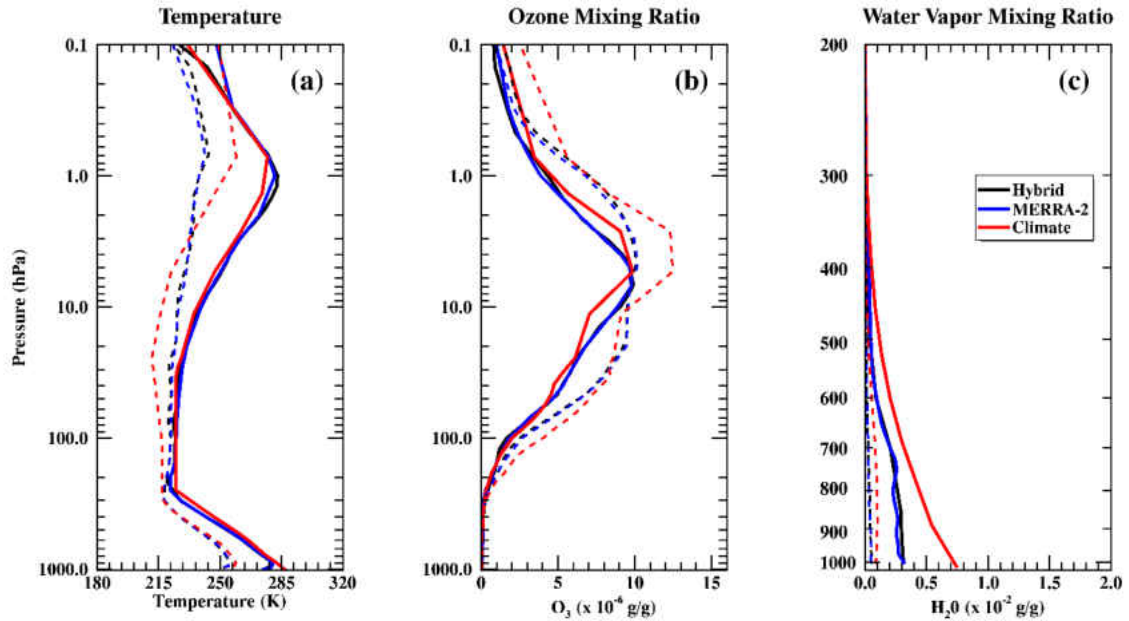 Temperature
Ozone Mixing Ratio
Water Vapor Mixing Ratio
(a)
(b)
(c)
Pressure (hPa)
0.1
1.0
10.0
100.0
1000.0
180 215 250 285 320
Temperature (K)
0.1
1.0
10.0
100.0
1000.0
0 5 10 15
O₃ (x 10⁻⁶ g/g)
200
300
400
500
600
700
800
900
1000
0.0 0.5 1.0 1.5 2.0
H₂0 (x 10⁻² g/g)
Hybrid
MERRA-2
Climate